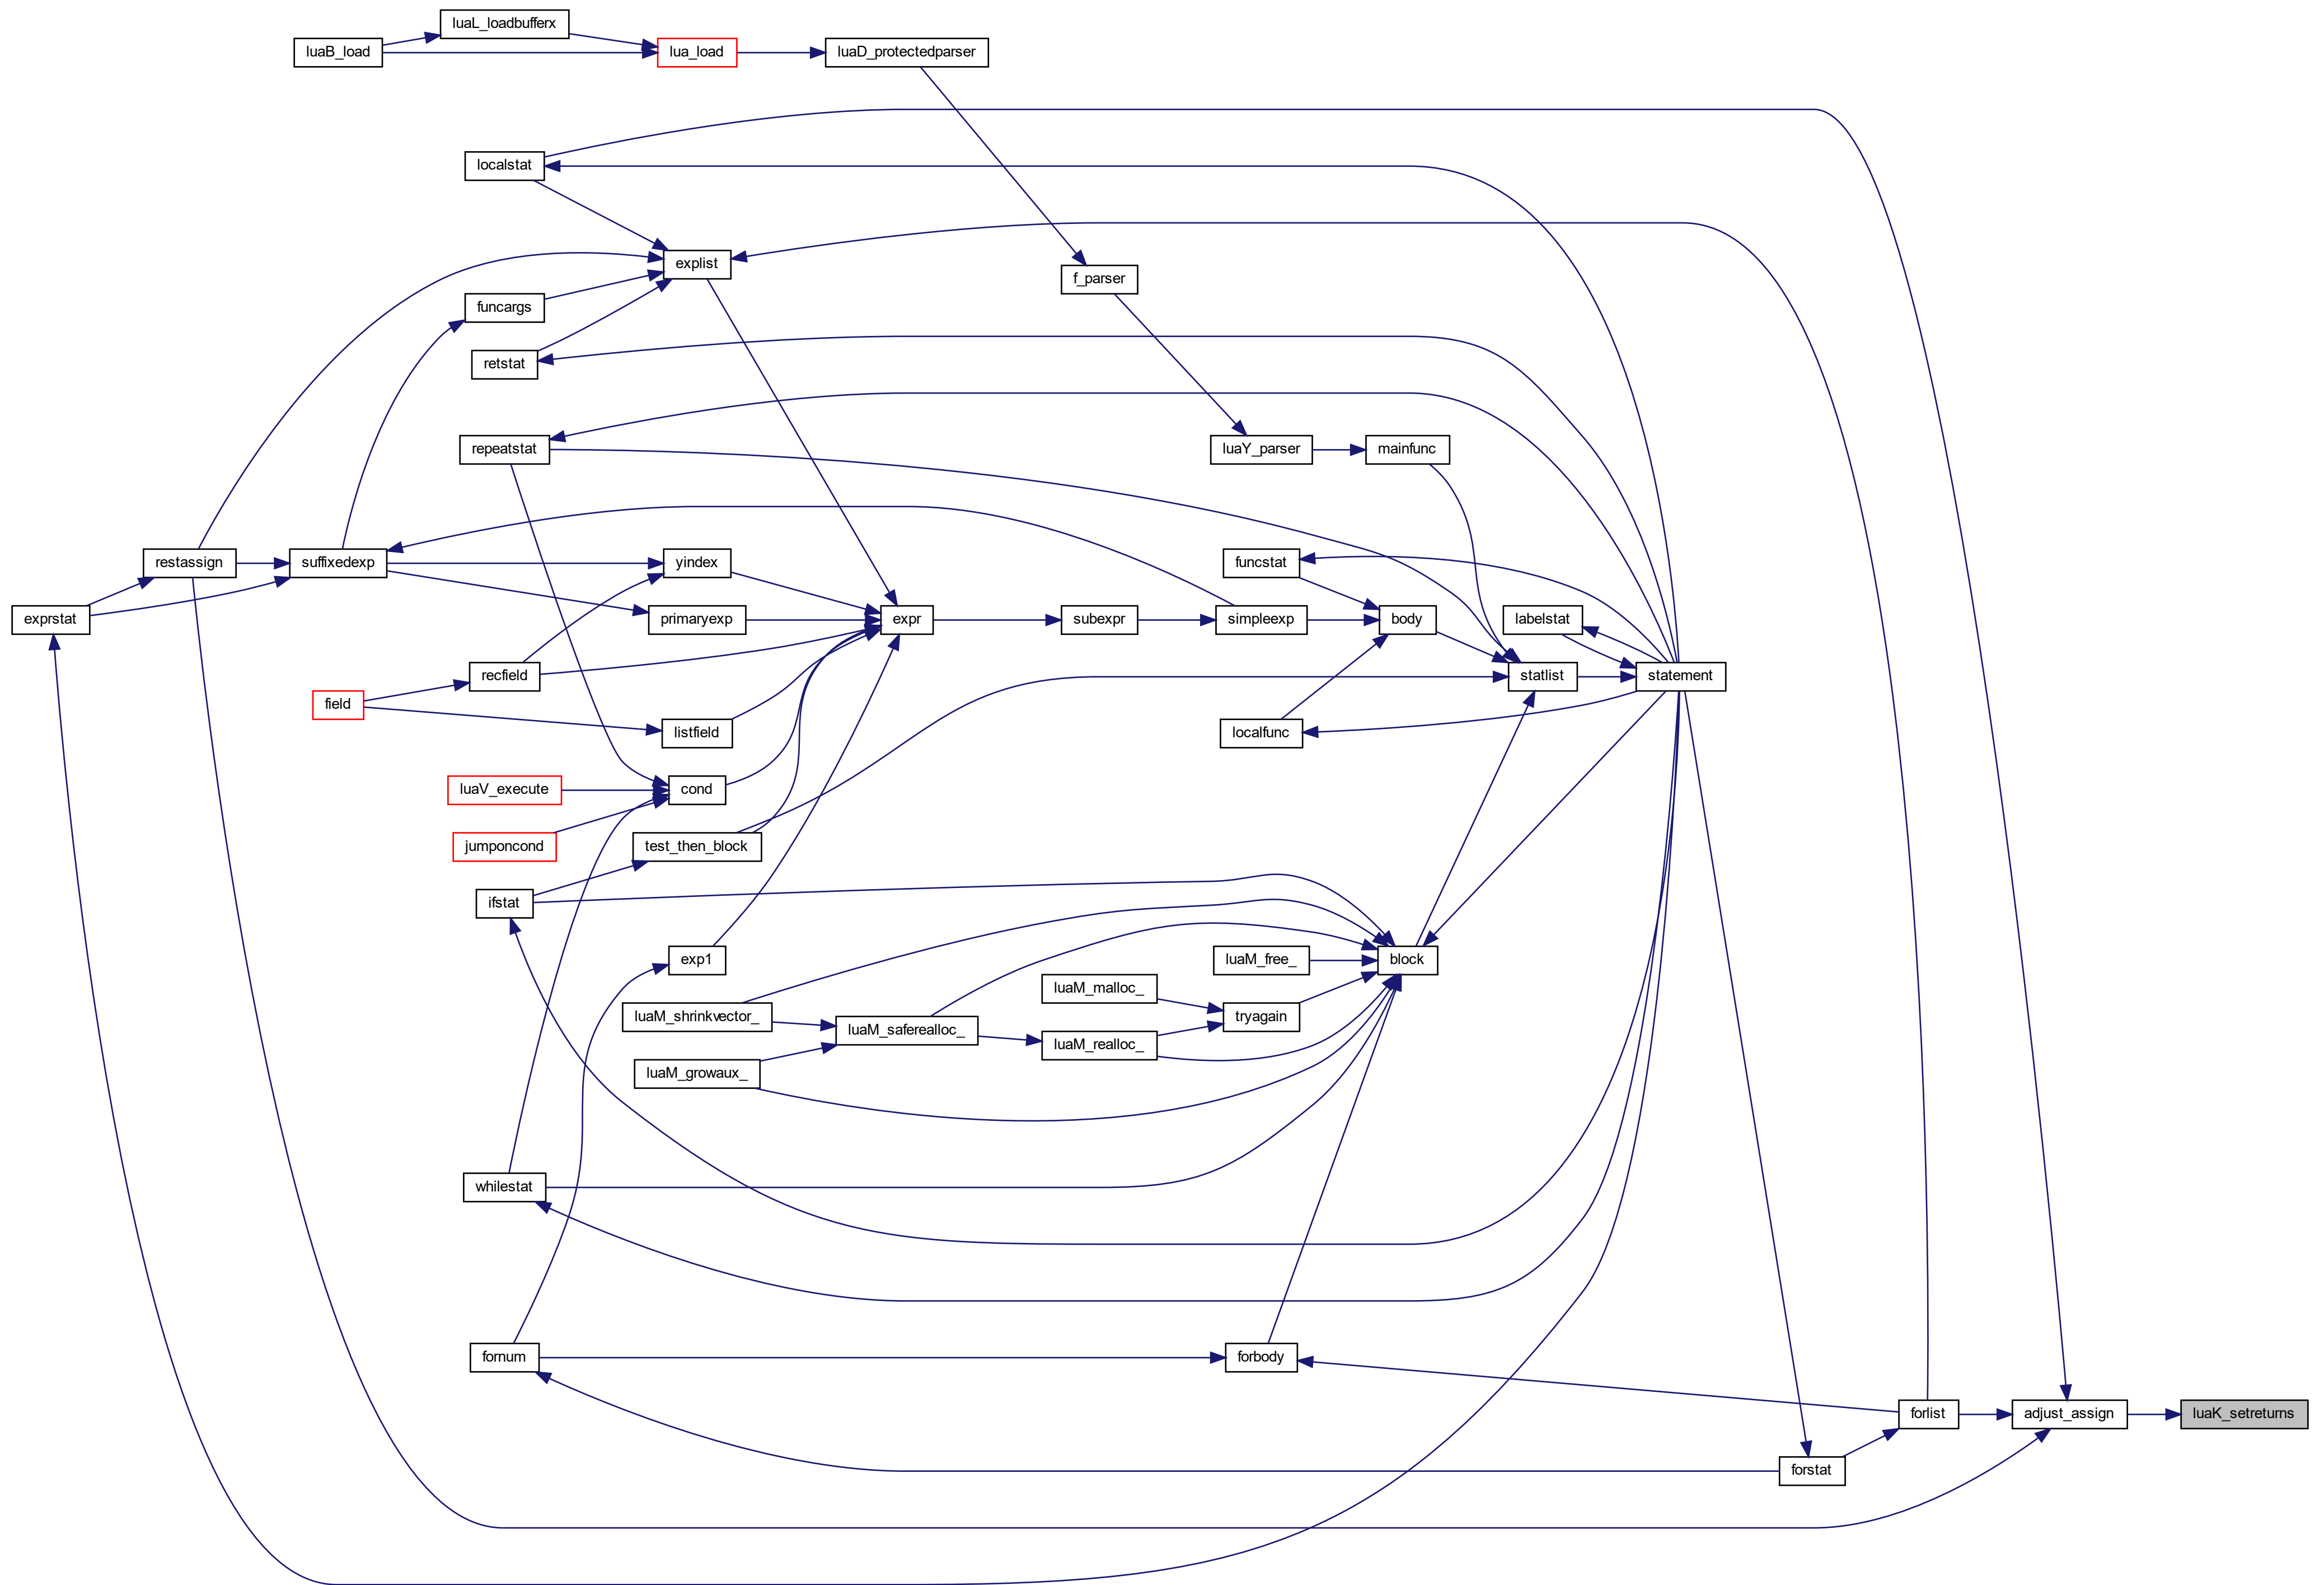 luaL_loadbufferx
luaB_load
lua_load
luaD_protectedparser
localstat
explist
f_parser
funcargs
retstat
repeatstat
luaY_parser
mainfunc
restassign
suffixedexp
yindex
funcstat
exprstat
primaryexp
expr
subexpr
simpleexp
body
labelstat
recfield
statlist
statement
field
listfield
localfunc
luaV_execute
cond
jumponcond
test_then_block
ifstat
exp1
luaM_free_
block
luaM_malloc_
luaM_shrinkvector_
tryagain
luaM_saferealloc_
luaM_realloc_
luaM_growaux_
whilestat
fornum
forbody
forlist
adjust_assign
luaK_setreturns
forstat